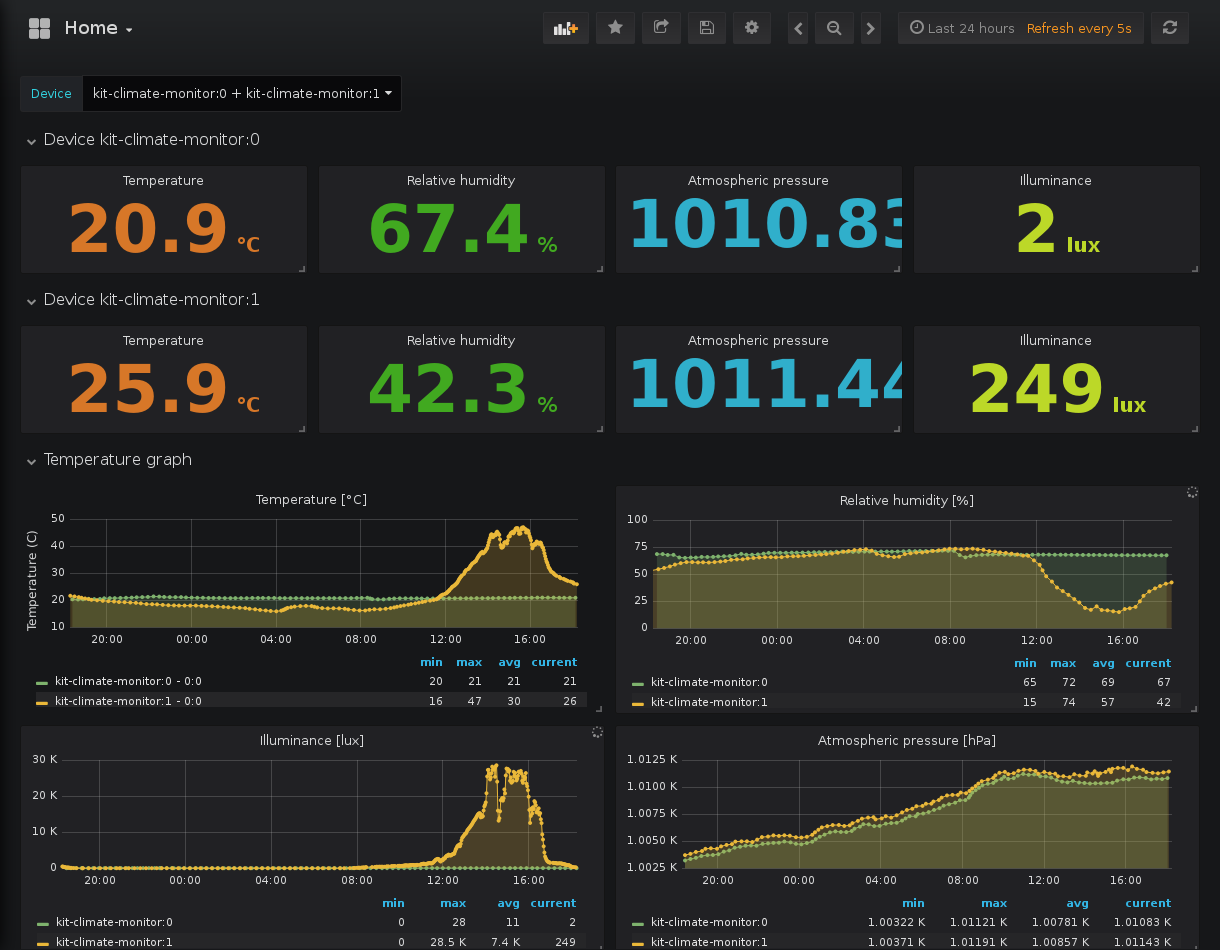 Home
Last 24 hours Refresh every 5s
Device kit-climate-monitor:0 + kit-climate-monitor:1
Device kit-climate-monitor:0
Temperature Relative humidity Atmospheric pressure Illuminance
20.9 °C 67.4 % 1010.83 2 lux
Device kit-climate-monitor:1
Temperature Relative humidity Atmospheric pressure Illuminance
25.9 °C 42.3 % 1011.44 249 lux
Temperature graph
Temperature [°C]
Temperature (C)
50
40
30
20
10
20:00 00:00 04:00 08:00 12:00 16:00
min max avg current
kit-climate-monitor:0 - 0:0 20 21 21 21
kit-climate-monitor:1 - 0:0 16 47 30 26
Relative humidity [%]
100
75
50
25
0
20:00 00:00 04:00 08:00 12:00 16:00
min max avg current
kit-climate-monitor:0 65 72 69 67
kit-climate-monitor:1 15 74 57 42
Illuminance [lux]
30 K
20 K
10 K
0
20:00 00:00 04:00 08:00 12:00 16:00
min max avg current
kit-climate-monitor:0 0 28 11 2
kit-climate-monitor:1 0 28.5 K 7.4 K 249
Atmospheric pressure [hPa]
1.0125 K
1.0100 K
1.0075 K
1.0050 K
1.0025 K
20:00 00:00 04:00 08:00 12:00 16:00
min max avg current
kit-climate-monitor:0 1.00322 K 1.01121 K 1.00781 K 1.01083 K
kit-climate-monitor:1 1.00371 K 1.01191 K 1.00857 K 1.01143 K